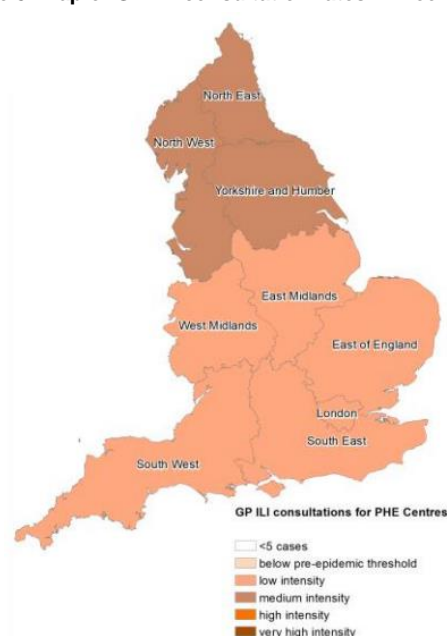 North East
North West
Yorkshire and Humber
East Midlands
West Midlands
East of England
London
South East
South West
GP ILI consultations for PHE Centres
<5 cases
below pre-epidemic threshold
low intensity
medium intensity
high intensity
very high intensity